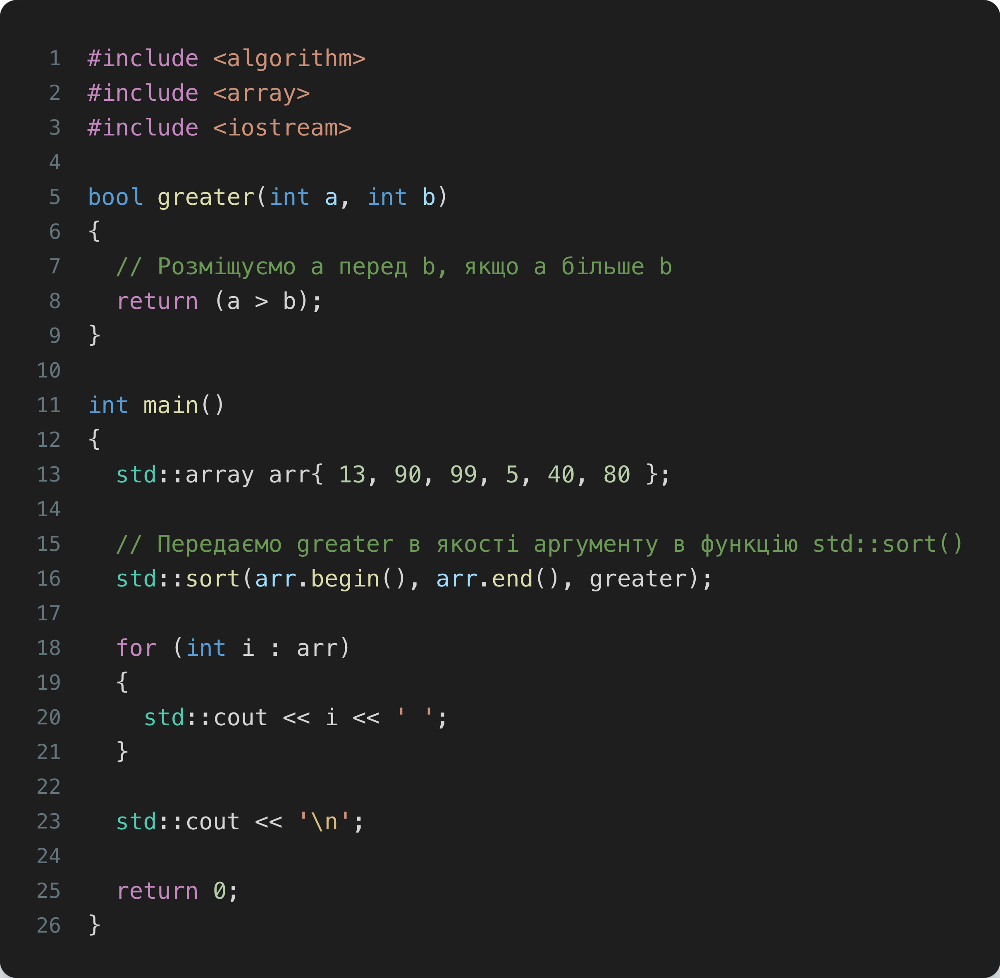 1 #include <algorithm>
2 #include <array>
3 #include <iostream>
4
5 bool greater(int a, int b)
6 {
7   // Розміщуємо a перед b, якщо a більше b
8   return (a > b);
9 }
10
11 int main()
12 {
13   std::array arr{ 13, 90, 99, 5, 40, 80 };
14
15   // Передаємо greater в якості аргументу в функцію std::sort()
16   std::sort(arr.begin(), arr.end(), greater);
17
18   for (int i : arr)
19   {
20     std::cout << i << ' ';
21   }
22
23   std::cout << '\n';
24
25   return 0;
26 }